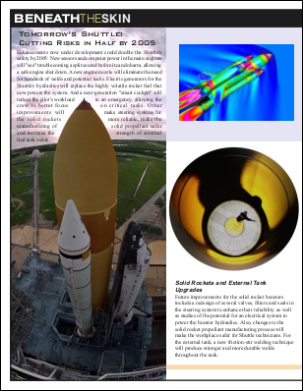 BENEATHTHESKIN
TOMORROW'S SHUTTLE:
CUTTING RISKS IN HALF BY 2005
Enhancements now under development could double the Shuttle's
safety by 2005. New sensors and computer power in the main engines
will "see" trouble coming a split second before it can do harm, allowing
a safe engine shut down. A new engine nozzle will eliminate the need
for hundreds of welds and potential leaks. Electric generators for the
Shuttle's hydraulics will replace the highly volatile rocket fuel that
now powers the system. And a next-generation "smart cockpit" will
reduce the pilot's workload in an emergency, allowing the
crew to better focus on critical tasks. Other
improvements will make steering systems for
the solid rockets more reliable, make the
manufacturing of solid propellant safer
and increase the strength of external
fuel tank welds.
Solid Rockets and External Tank
Upgrades
Future improvements for the solid rocket boosters
includes a redesign of several valves, filters and seals in
the steering system to enhance their reliability as well
as studies of the potential for an electrical system to
power the booster hydraulics. Also, changes to the
solid rocket propellant manufacturing process will
make the workplace safer for Shuttle technicians. For
the external tank, a new friction-stir welding technique
will produce stronger and more durable welds
throughout the tank.